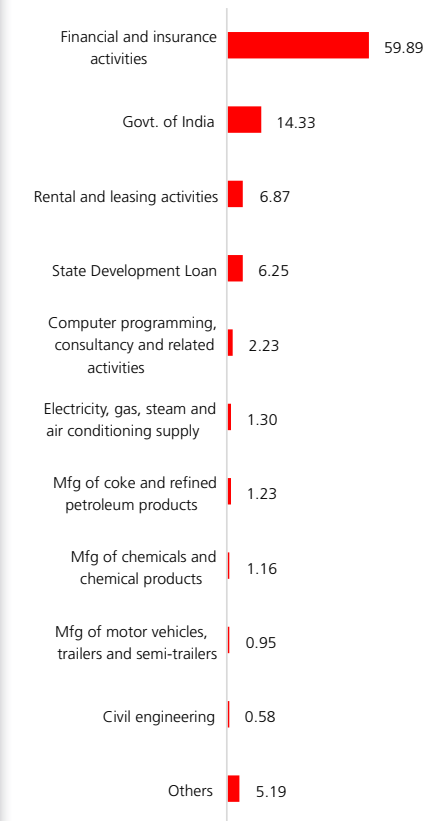 Financial and insurance
activities
59.89
Govt. of India
14.33
Rental and leasing activities
6.87
State Development Loan
6.25
Computer programming,
consultancy and related
activities
2.23
Electricity, gas, steam and
air conditioning supply
1.30
Mfg of coke and refined
petroleum products
1.23
Mfg of chemicals and
chemical products
1.16
Mfg of motor vehicles,
trailers and semi-trailers
0.95
Civil engineering
0.58
Others
5.19